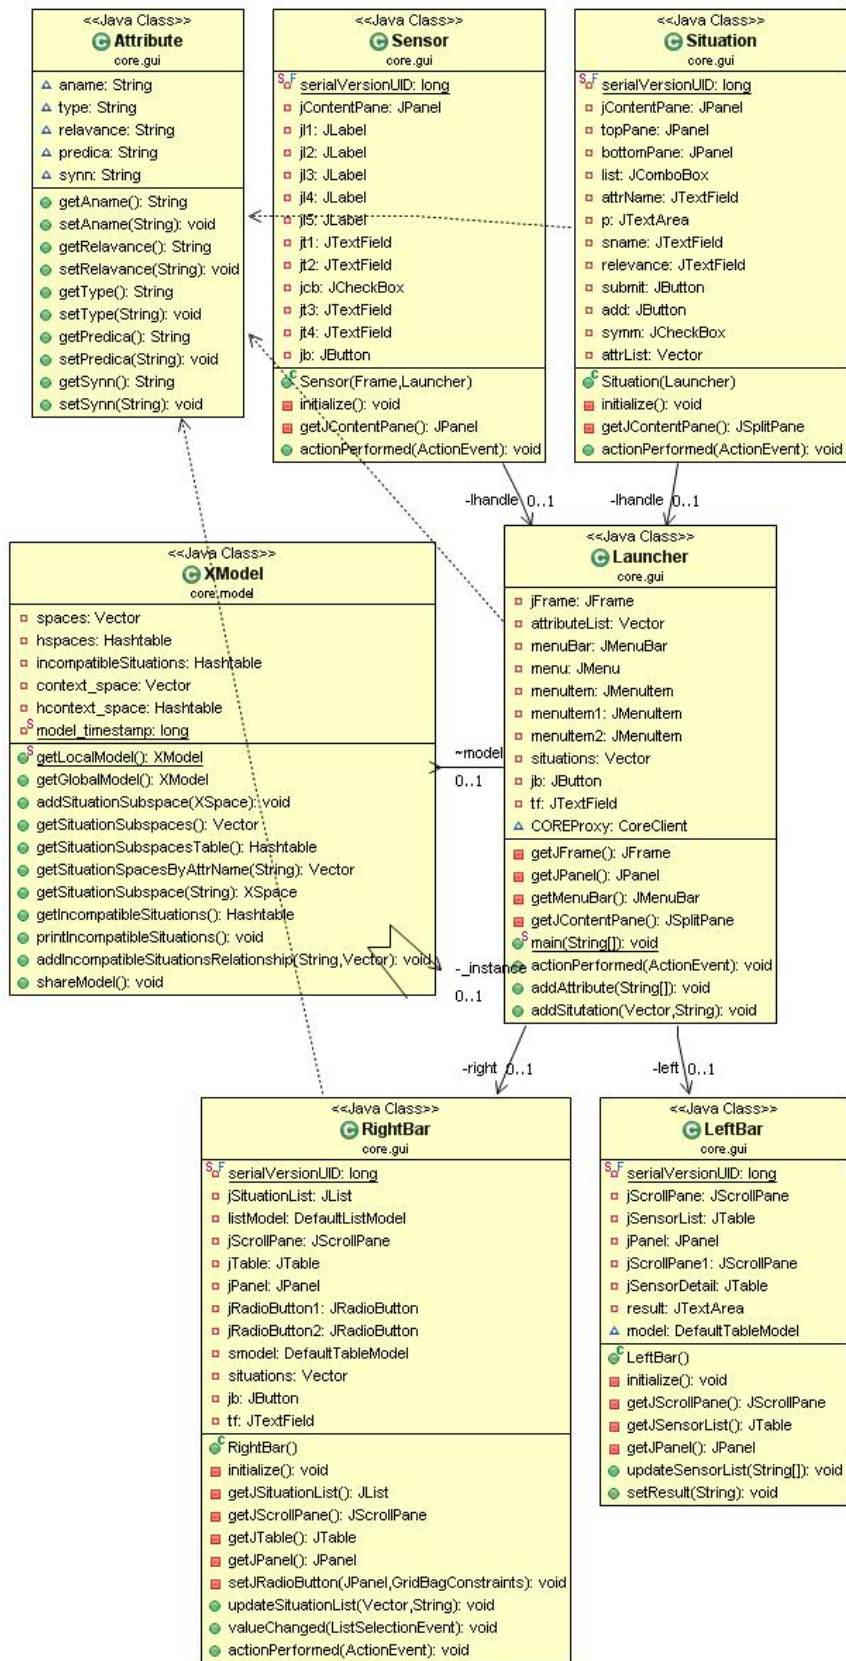 <<Java Class>>
Attribute
core.gui
aname: String
type: String
relavance: String
predica: String
synn: String
getAname(): String
setAname(String): void
getRelavance(): String
setRelavance(String): void
getType(): String
setType(String): void
getPredica(): String
setPredica(String): void
getSynn(): String
setSynn(String): void
<<Java Class>>
Sensor
core.gui
serialVersionUID: long
jContentPane: JPanel
jl1: JLabel
jl2: JLabel
jl3: JLabel
jl4: JLabel
jl5: JLabel
jt1: JTextField
jt2: JTextField
jcb: JCheckBox
jt3: JTextField
jt4: JTextField
jb: JButton
Sensor(Frame,Launcher)
initialize(): void
getJContentPane(): JPanel
actionPerformed(ActionEvent): void
<<Java Class>>
Situation
core.gui
serialVersionUID: long
jContentPane: JPanel
topPane: JPanel
bottomPane: JPanel
list: JComboBox
attrName: JTextField
p: JTextArea
sname: JTextField
relevance: JTextField
submit: JButton
add: JButton
symm: JCheckBox
attrList: Vector
Situation(Launcher)
initialize(): void
getJContentPane(): JSplitPane
actionPerformed(ActionEvent): void
-lhandle 0..1
-lhandle 0..1
<<Java Class>>
XModel
core.model
spaces: Vector
hspaces: Hashtable
incompatibleSituations: Hashtable
context_space: Vector
hcontext_space: Hashtable
model_timestamp: long
getLocalModel(): XModel
getGlobalModel(): XModel
addSituationSubspace(XSpace): void
getSituationSubspaces(): Vector
getSituationSubspacesTable(): Hashtable
getSituationSpacesByAttrName(String): Vector
getSituationSubspace(String): XSpace
getIncompatibleSituations(): Hashtable
printIncompatibleSituations(): void
addIncompatibleSituationsRelationship(String,Vector): void
shareModel(): void
~model
0..1
-_instance
0..1
<<Java Class>>
Launcher
core.gui
jFrame: JFrame
attributeList: Vector
menuBar: JMenuBar
menu: JMenu
menuItem: JMenuItem
menuItem1: JMenuItem
menuItem2: JMenuItem
situations: Vector
jb: JButton
tf: JTextField
COREProxy: CoreClient
getJFrame(): JFrame
getJPanel(): JPanel
getMenuBar(): JMenuBar
getJContentPane(): JSplitPane
main(String[]): void
actionPerformed(ActionEvent): void
addAttribute(String[]): void
addSitutation(Vector,String): void
-right 0..1
-left 0..1
<<Java Class>>
RightBar
core.gui
serialVersionUID: long
jSituationList: JList
listModel: DefaultListModel
jScrollPane: JScrollPane
jTable: JTable
jPanel: JPanel
jRadioButton1: JRadioButton
jRadioButton2: JRadioButton
smodel: DefaultTableModel
situations: Vector
jb: JButton
tf: JTextField
RightBar()
initialize(): void
getJSituationList(): JList
getJScrollPane(): JScrollPane
getJTable(): JTable
getJPanel(): JPanel
setJRadioButton(JPanel,GridBagConstraints): void
updateSituationList(Vector,String): void
valueChanged(ListSelectionEvent): void
actionPerformed(ActionEvent): void
<<Java Class>>
LeftBar
core.gui
serialVersionUID: long
jScrollPane: JScrollPane
jSensorList: JTable
jPanel: JPanel
jScrollPane1: JScrollPane
jSensorDetail: JTable
result: JTextArea
model: DefaultTableModel
LeftBar()
initialize(): void
getJScrollPane(): JScrollPane
getJSensorList(): JTable
getJPanel(): JPanel
updateSensorList(String[]): void
setResult(String): void